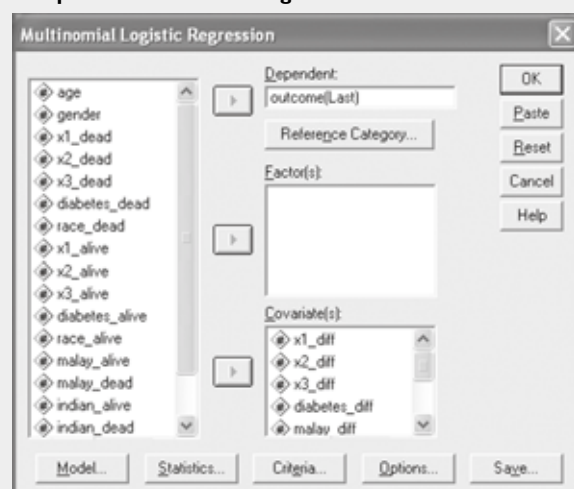 Multinomial Logistic Regression
age
gender
x1_dead
x2_dead
x3_dead
diabetes_dead
race_dead
x1_alive
x2_alive
x3_alive
diabetes_alive
race_alive
malay_alive
malay_dead
indian_alive
indian_dead
Dependent:
outcome(Last)
Reference Category...
Factor(s):
Covariate(s):
x1_diff
x2_diff
x3_diff
diabetes_diff
malay_diff
OK
Paste
Reset
Cancel
Help
Model...
Statistics...
Criteria...
Options...
Save...